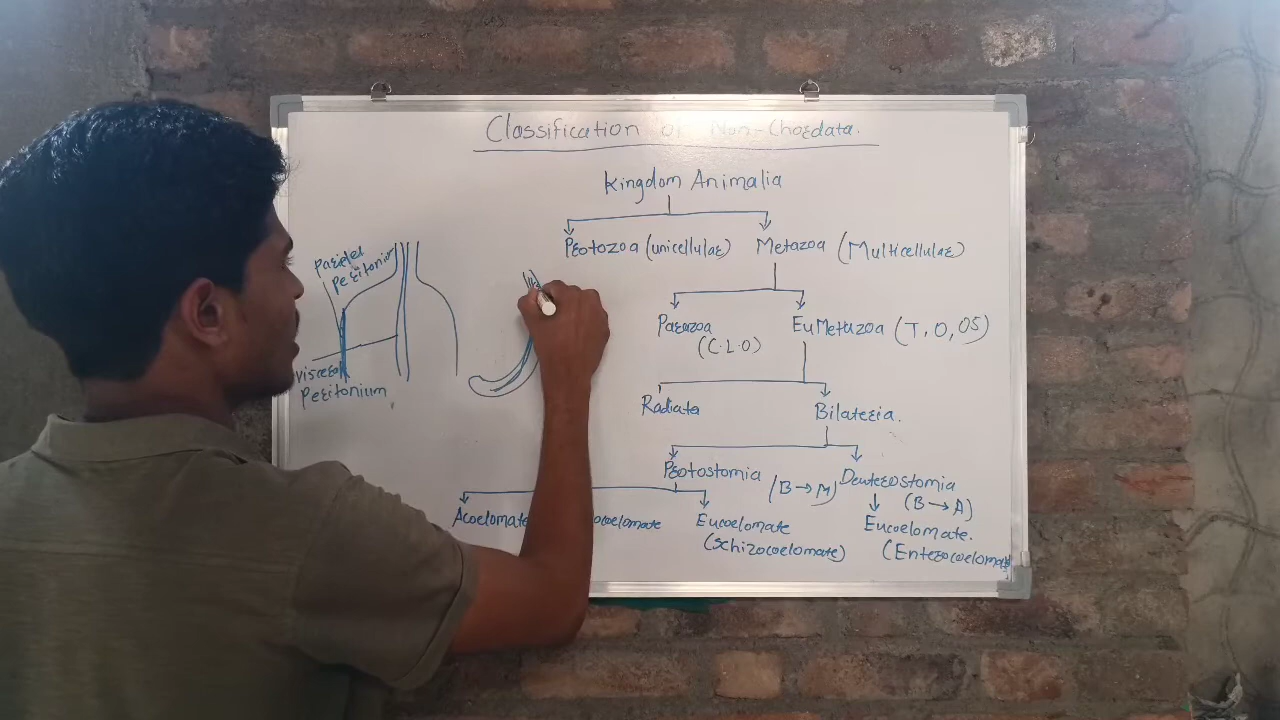 Classification of Non-Chordata.
Kingdom Animalia
Protozoa (unicellular) Metazoa (Multicellular)
Parietal
Peritonium
Parazoa EuMetazoa (T, O, OS)
(C.L.O)
visceral
Peritonium
Radiata Bilateria.
Protostomia (B→M) Deuterostomia
(B→A)
Acoelomate ocoelomate Eucoelomate Eucoelomate.
(Schizocoelomate) (Enterocoelomate